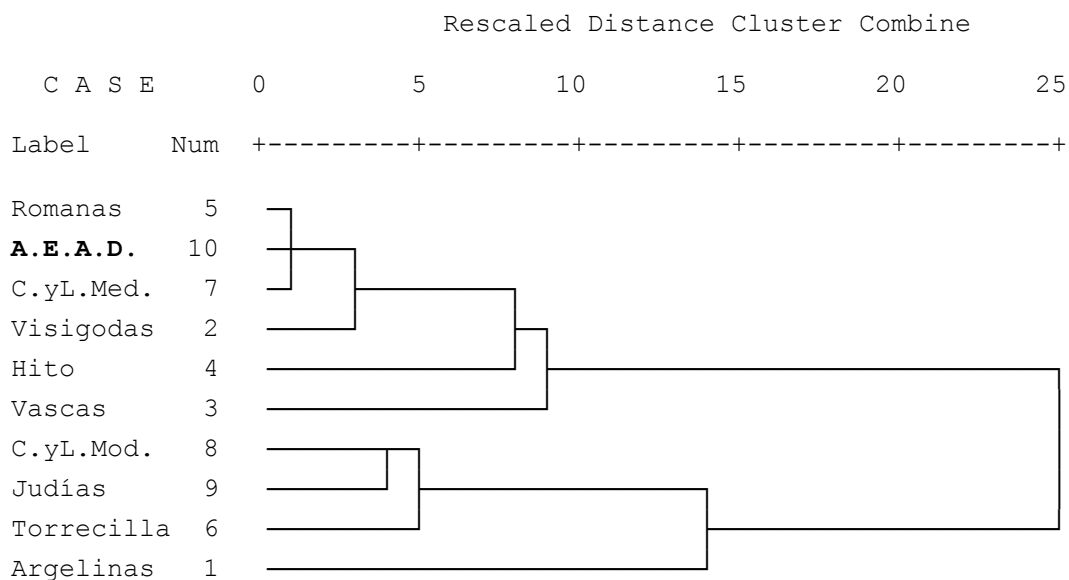 Rescaled Distance Cluster Combine
C A S E 0 5 10 15 20 25
Label Num +---------+---------+---------+---------+---------+
Romanas 5
A.E.A.D. 10
C.yL.Med. 7
Visigodas 2
Hito 4
Vascas 3
C.yL.Mod. 8
Judías 9
Torrecilla 6
Argelinas 1